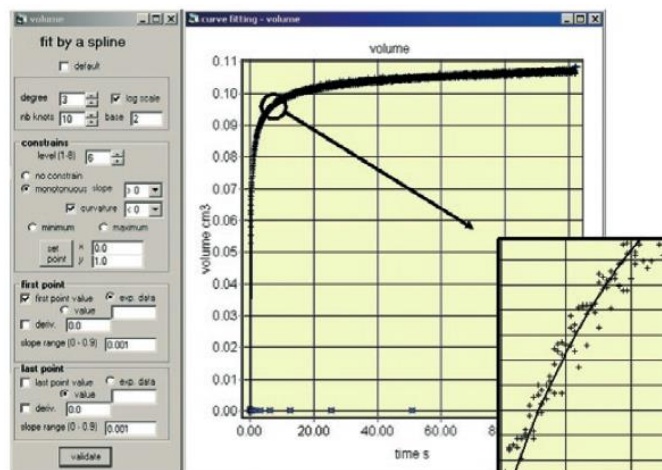 volume
fit by a spline
default
degree 3 log scale
nb knots 10 base 2
constrains
level (1-8) 6
no constrain
monotonuous slope > 0
curvature < 0
minimum maximum
set point x 0.0
y 1.0
first point
first point value exp. data
value
deriv. 0.0
slope range (0 - 0.9) 0.001
last point
last point value exp. data
value
deriv. 0.0
slope range (0 - 0.9) 0.001
validate
curve fitting - volume
volume
0.11
0.10
0.09
0.08
0.07
0.06
0.05
0.04
0.03
0.02
0.01
0.00
volume cm3
0.00 20.00 40.00 60.00
time s